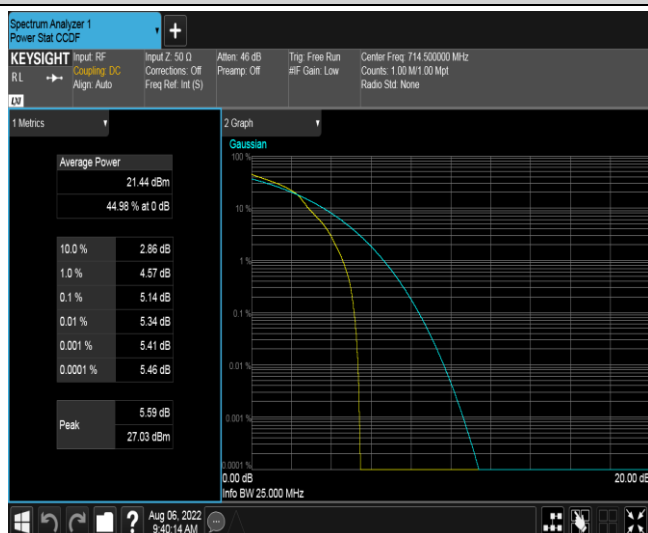 Spectrum Analyzer 1
Power Stat CCDF
+
KEYSIGHT
RL
LXI
Input: RF
Coupling: DC
Align: Auto
Input Z: 50 Ω
Corrections: Off
Freq Ref: Int (S)
Atten: 46 dB
Preamp: Off
Trig: Free Run
#IF Gain: Low
Center Freq: 714.500000 MHz
Counts: 1.00 M/1.00 Mpt
Radio Std: None
1 Metrics
Average Power
21.44 dBm
44.98 % at 0 dB
10.0 % 2.86 dB
1.0 % 4.57 dB
0.1 % 5.14 dB
0.01 % 5.34 dB
0.001 % 5.41 dB
0.0001 % 5.46 dB
Peak
5.59 dB
27.03 dBm
2 Graph
Gaussian
100 %
10 %
1 %
0.1 %
0.01 %
0.001 %
0.0001 %
0.00 dB 20.00 dB
Info BW 25.000 MHz
?
Aug 06, 2022
9:40:14 AM